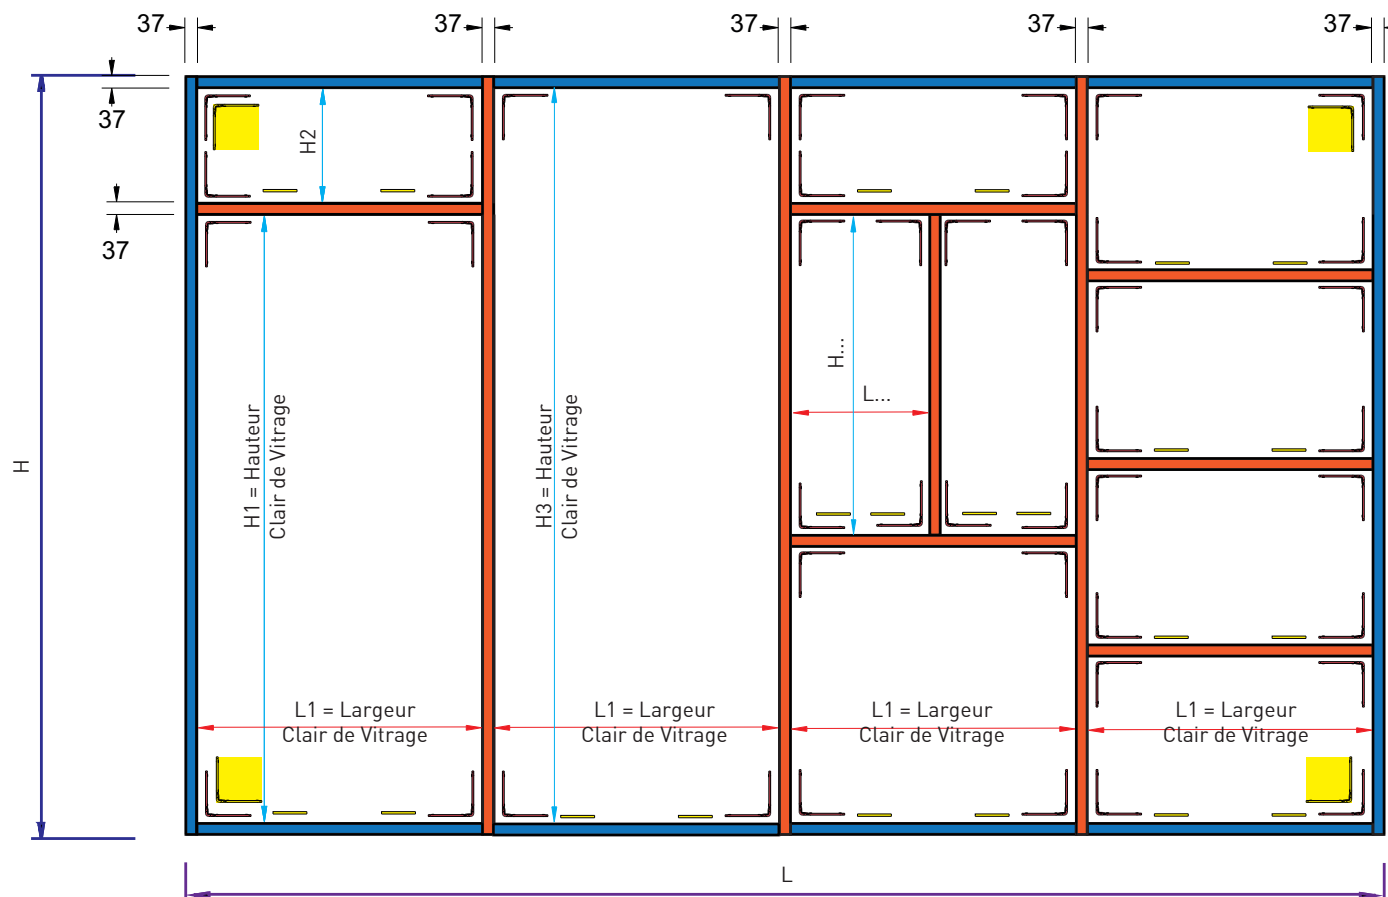 37 37 37 37 37
37
H2
37
H...
L...
H1 = Hauteur
Clair de Vitrage
H3 = Hauteur
Clair de Vitrage
H
L1 = Largeur
Clair de Vitrage
L1 = Largeur
Clair de Vitrage
L1 = Largeur
Clair de Vitrage
L1 = Largeur
Clair de Vitrage
L